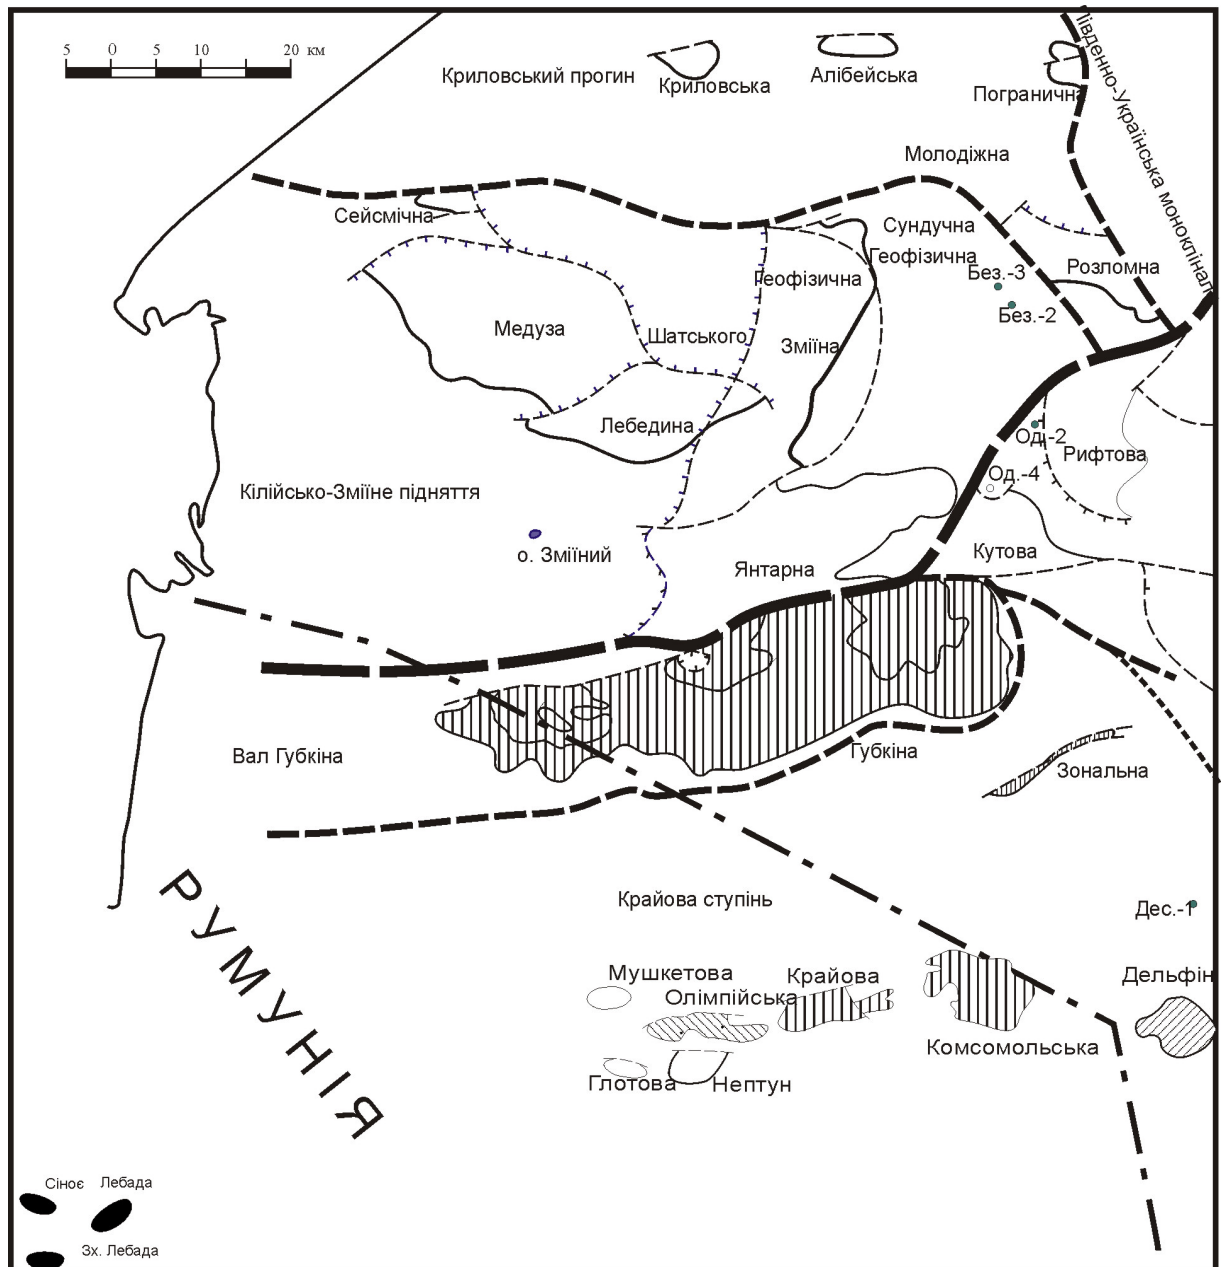 5 0 5 10 20 км
Криловський прогин
Криловська
Алібейська
Погранична
Південно-Українська монокліналь
Молодіжна
Сейсмічна
Сундучна
Геофізична
Геофізична
Без.-3
Без.-2
Розломна
Медуза
Шатського
Зміїна
Лебедина
Од.-2
Рифтова
Од.-4
Кілійсько-Зміїне підняття
о. Зміїний
Янтарна
Кутова
Вал Губкіна
Губкіна
Зональна
РУМУНІЯ
Крайова ступінь
Дес.-1
Мушкетова
Олімпійська
Крайова
Дельфін
Комсомольська
Глотова
Нептун
Сіноє
Лебада
Зх. Лебада